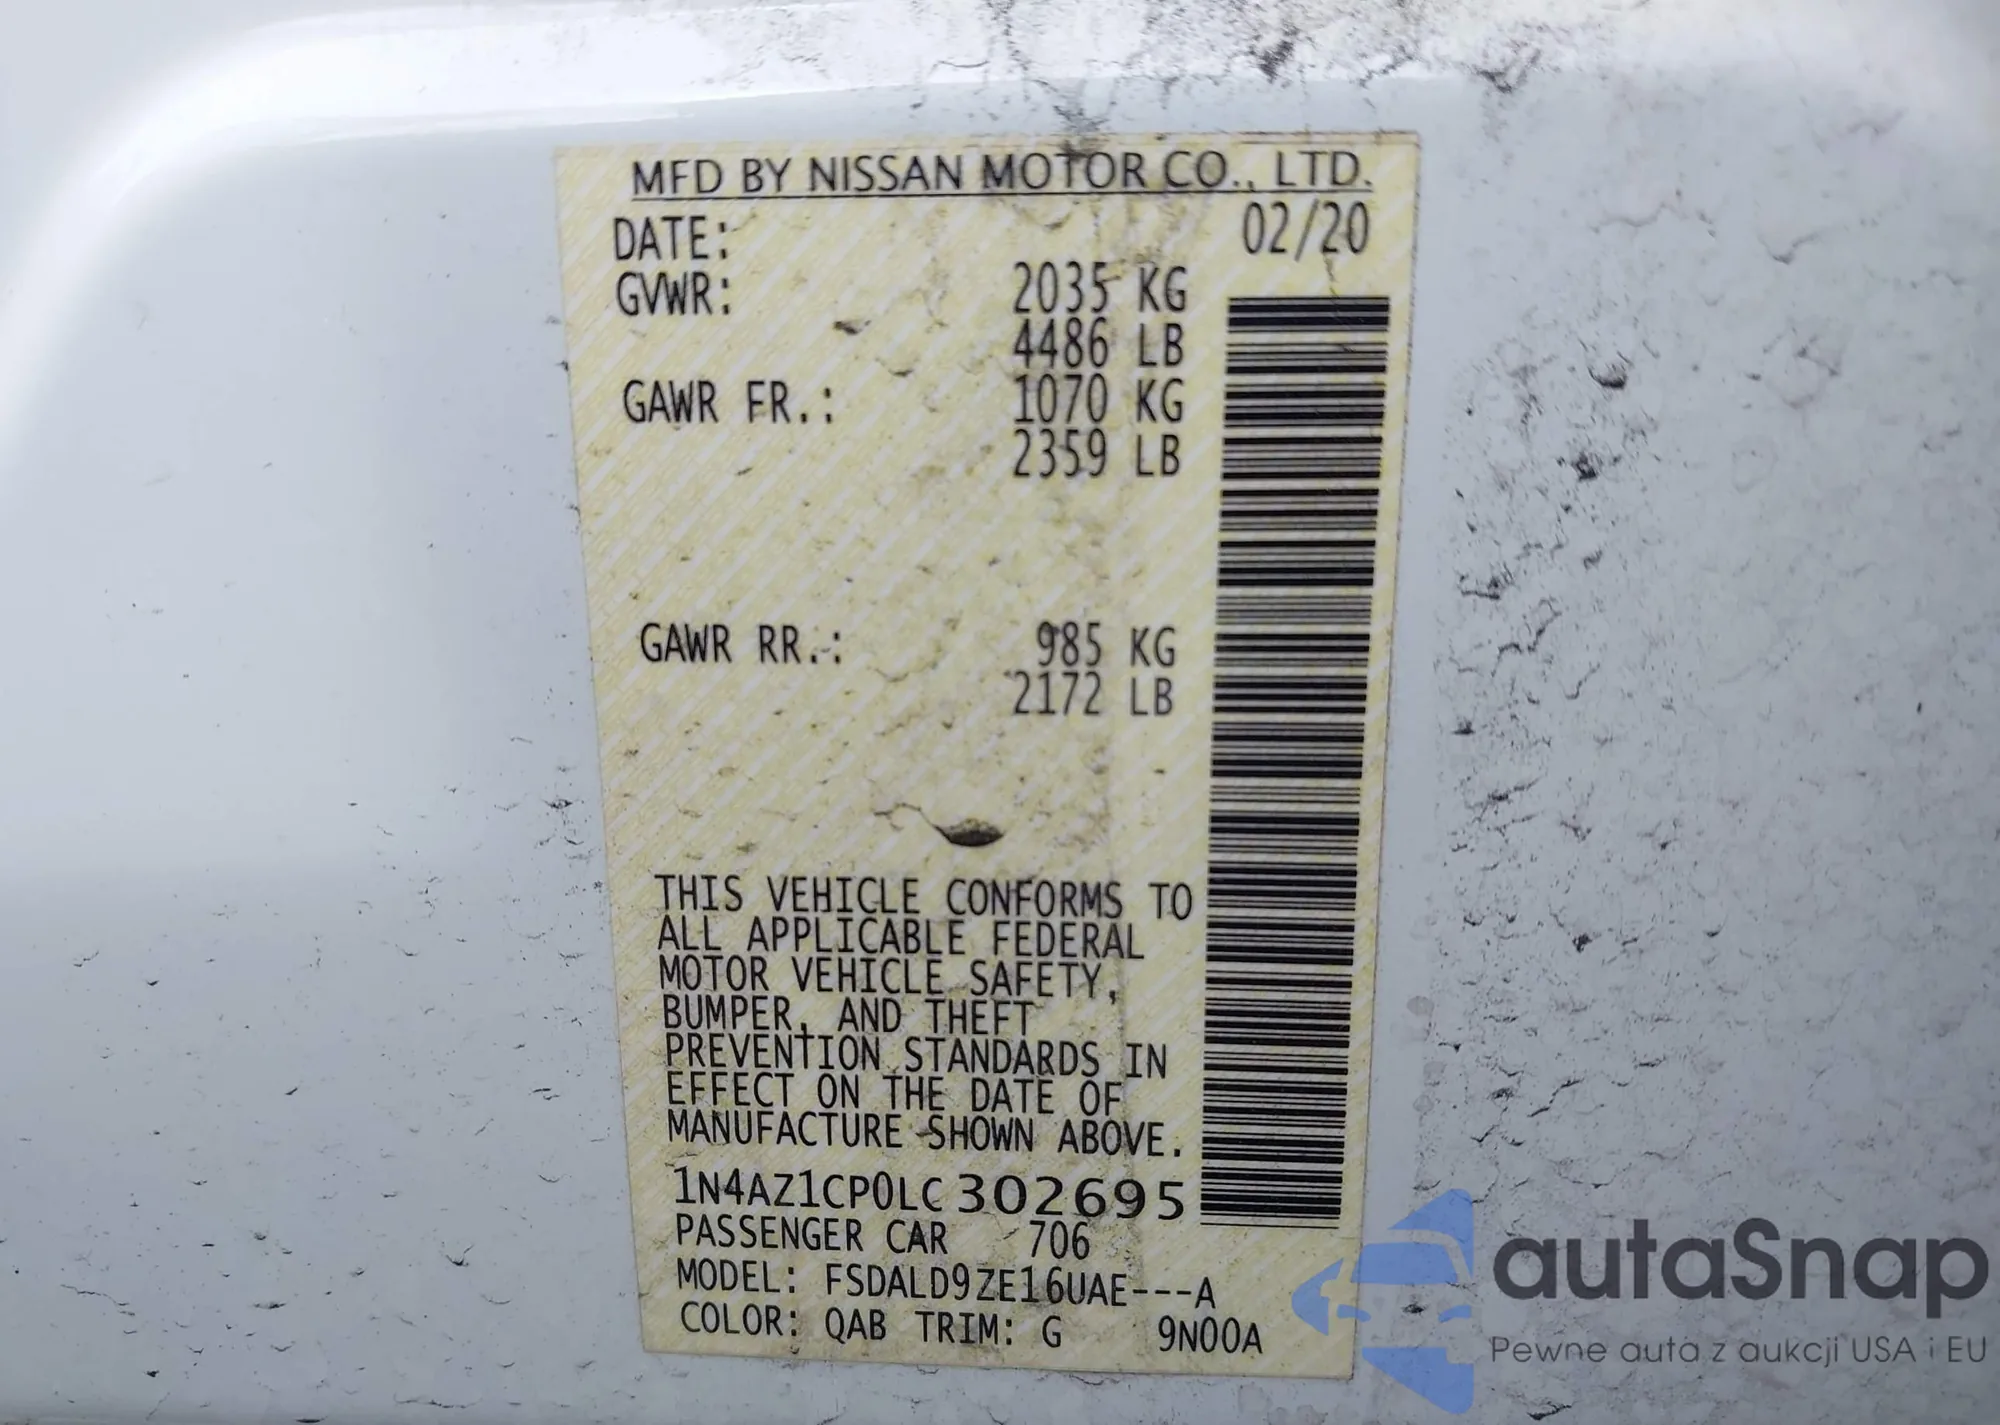 MFD BY NISSAN MOTOR CO., LTD.
DATE: 02/20
GVWR: 2035 KG
4486 LB
GAWR FR.: 1070 KG
2359 LB
GAWR RR.: 985 KG
2172 LB
THIS VEHICLE CONFORMS TO
ALL APPLICABLE FEDERAL
MOTOR VEHICLE SAFETY,
BUMPER, AND THEFT
PREVENTION STANDARDS IN
EFFECT ON THE DATE OF
MANUFACTURE SHOWN ABOVE.
1N4AZ1CP0LC302695
PASSENGER CAR 706
MODEL: FSDALD9ZE16UAE---A
COLOR: QAB TRIM: G 9N00A
autaSnap
Pewne auta z aukcji USA i EU